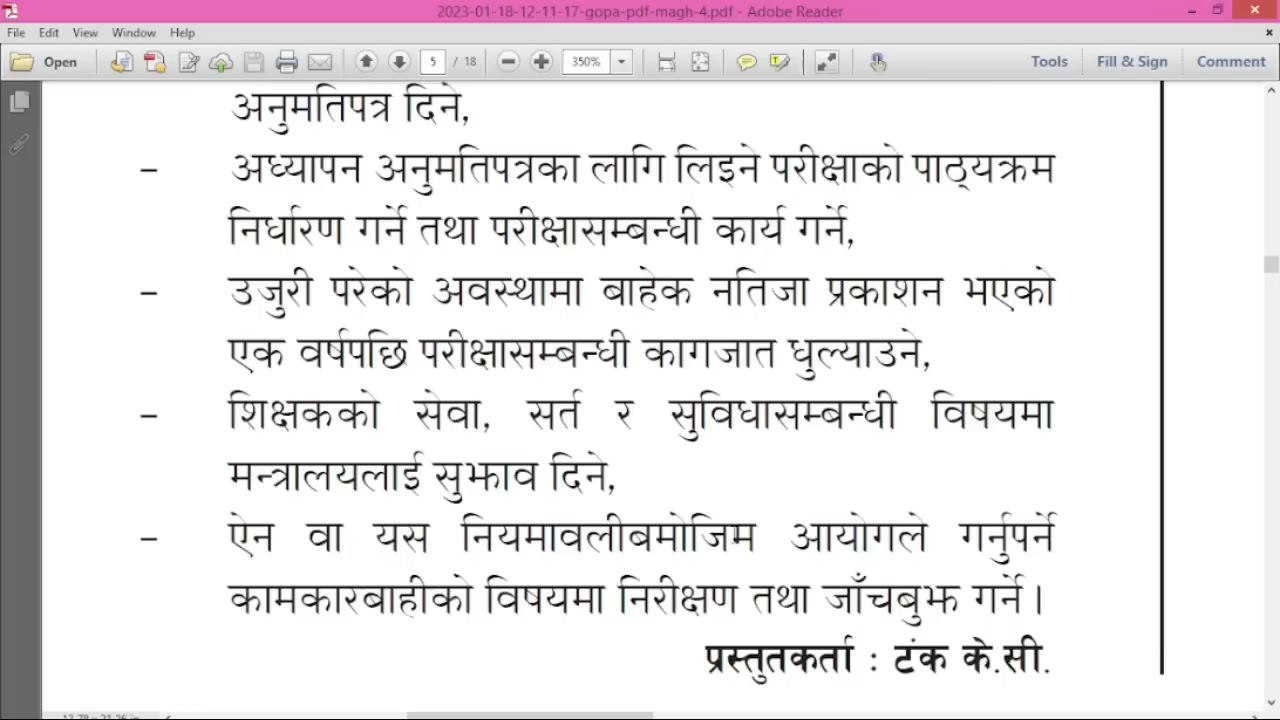 2023-01-18-12-11-17-gopa-pdf-magh-4.pdf - Adobe Reader
File Edit View Window Help
Open 5 / 18 350% Tools Fill & Sign Comment
अनुमतिपत्र दिने,
– अध्यापन अनुमतिपत्रका लागि लिइने परीक्षाको पाठ्यक्रम
निर्धारण गर्ने तथा परीक्षासम्बन्धी कार्य गर्ने,
– उजुरी परेको अवस्थामा बाहेक नतिजा प्रकाशन भएको
एक वर्षपछि परीक्षासम्बन्धी कागजात धुल्याउने,
– शिक्षकको सेवा, सर्त र सुविधासम्बन्धी विषयमा
मन्त्रालयलाई सुझाव दिने,
– ऐन वा यस नियमावलीबमोजिम आयोगले गर्नुपर्ने
कामकारबाहीको विषयमा निरीक्षण तथा जाँचबुझ गर्ने।
प्रस्तुतकर्ता : टंक के.सी.